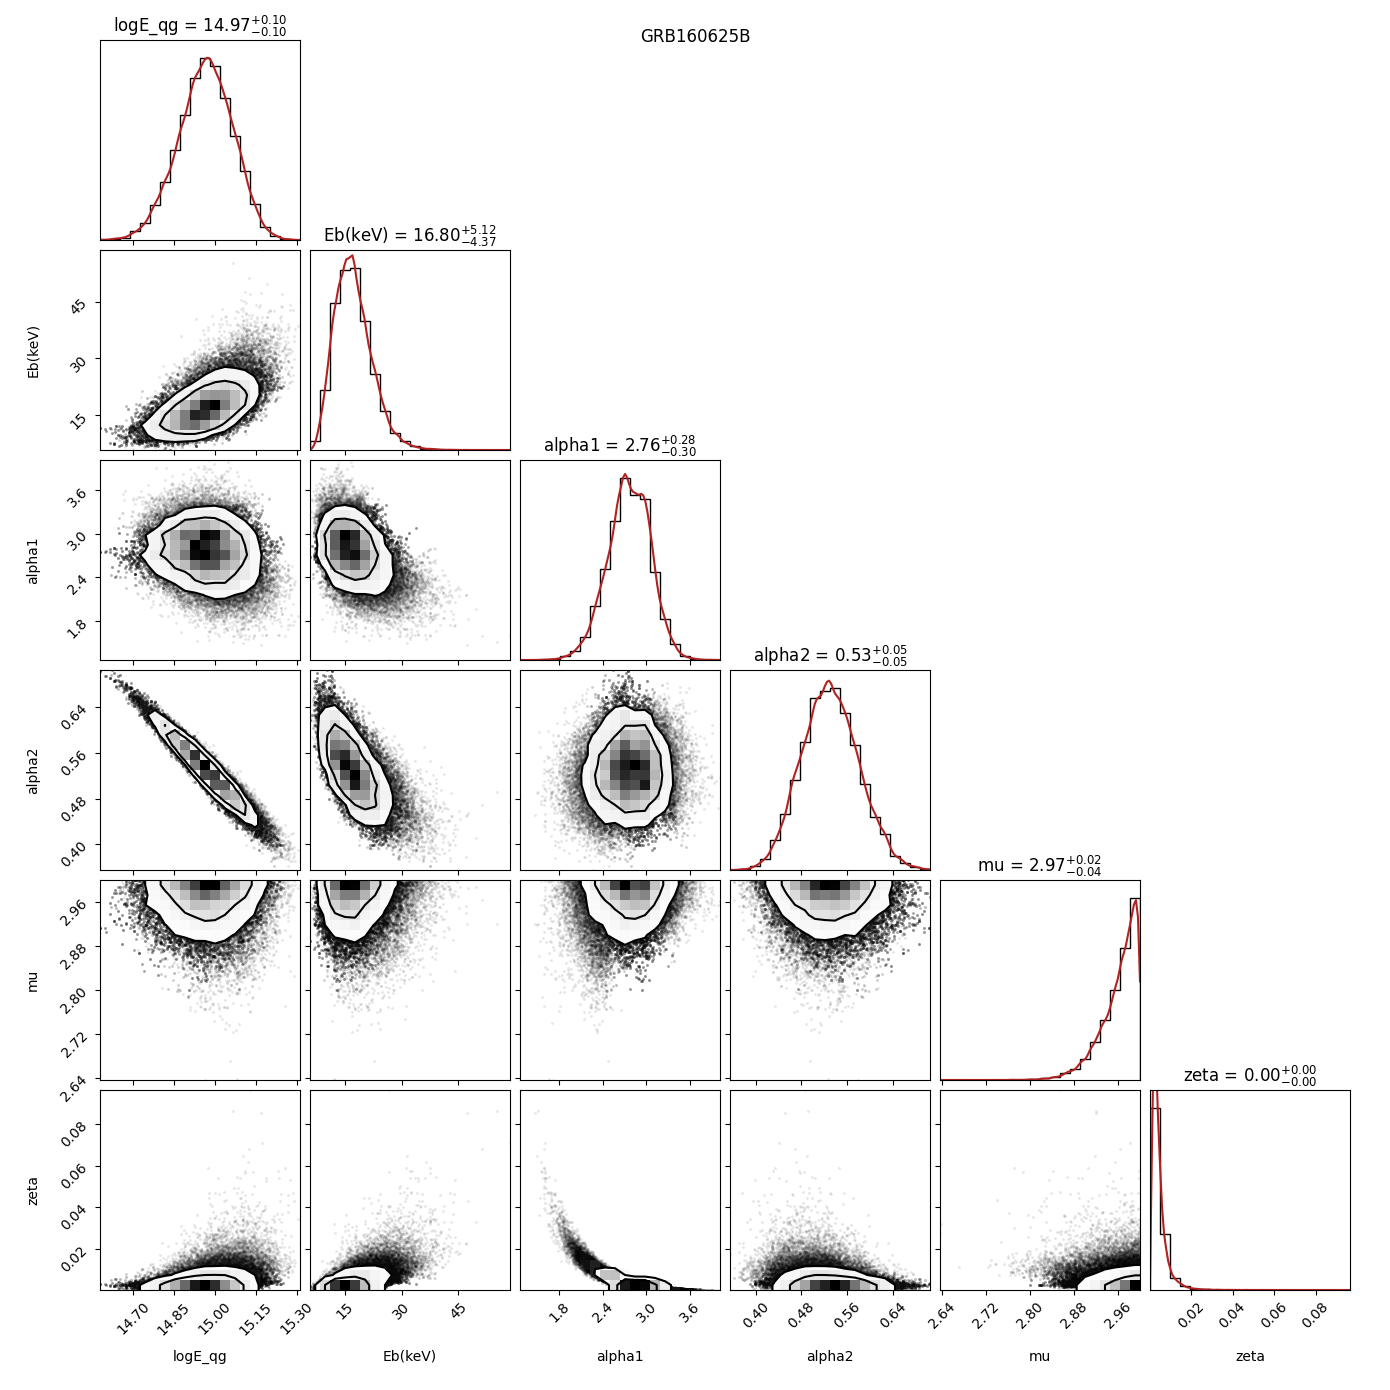 GRB160625B
logE_qg = 14.97+0.10−0.10
Eb(keV) = 16.80+5.12−4.37
45
30
15
Eb(keV)
alpha1 = 2.76+0.28−0.30
3.6
3.0
2.4
1.8
alpha1
alpha2 = 0.53+0.05−0.05
0.64
0.56
0.48
0.40
alpha2
mu = 2.97+0.02−0.04
2.96
2.88
2.80
2.72
2.64
mu
zeta = 0.00+0.00−0.00
0.08
0.06
0.04
0.02
zeta
14.70 14.85 15.00 15.15 15.30 15 30 45 1.8 2.4 3.0 3.6 0.40 0.48 0.56 0.64 2.64 2.72 2.80 2.88 2.96 0.02 0.04 0.06 0.08
logE_qg Eb(keV) alpha1 alpha2 mu zeta